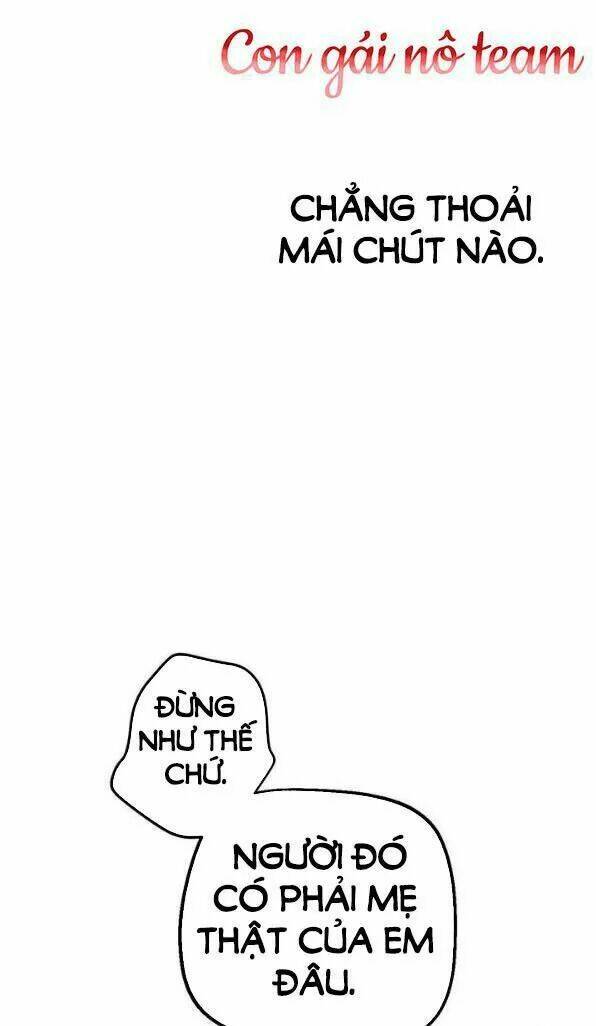 Con gái nô team
CHẲNG THOẢI
MÁI CHÚT NÀO.
ĐỪNG
NHƯ THẾ
CHỨ.
NGƯỜI ĐÓ
CÓ PHẢI MẸ
THẬT CỦA EM
ĐÂU.